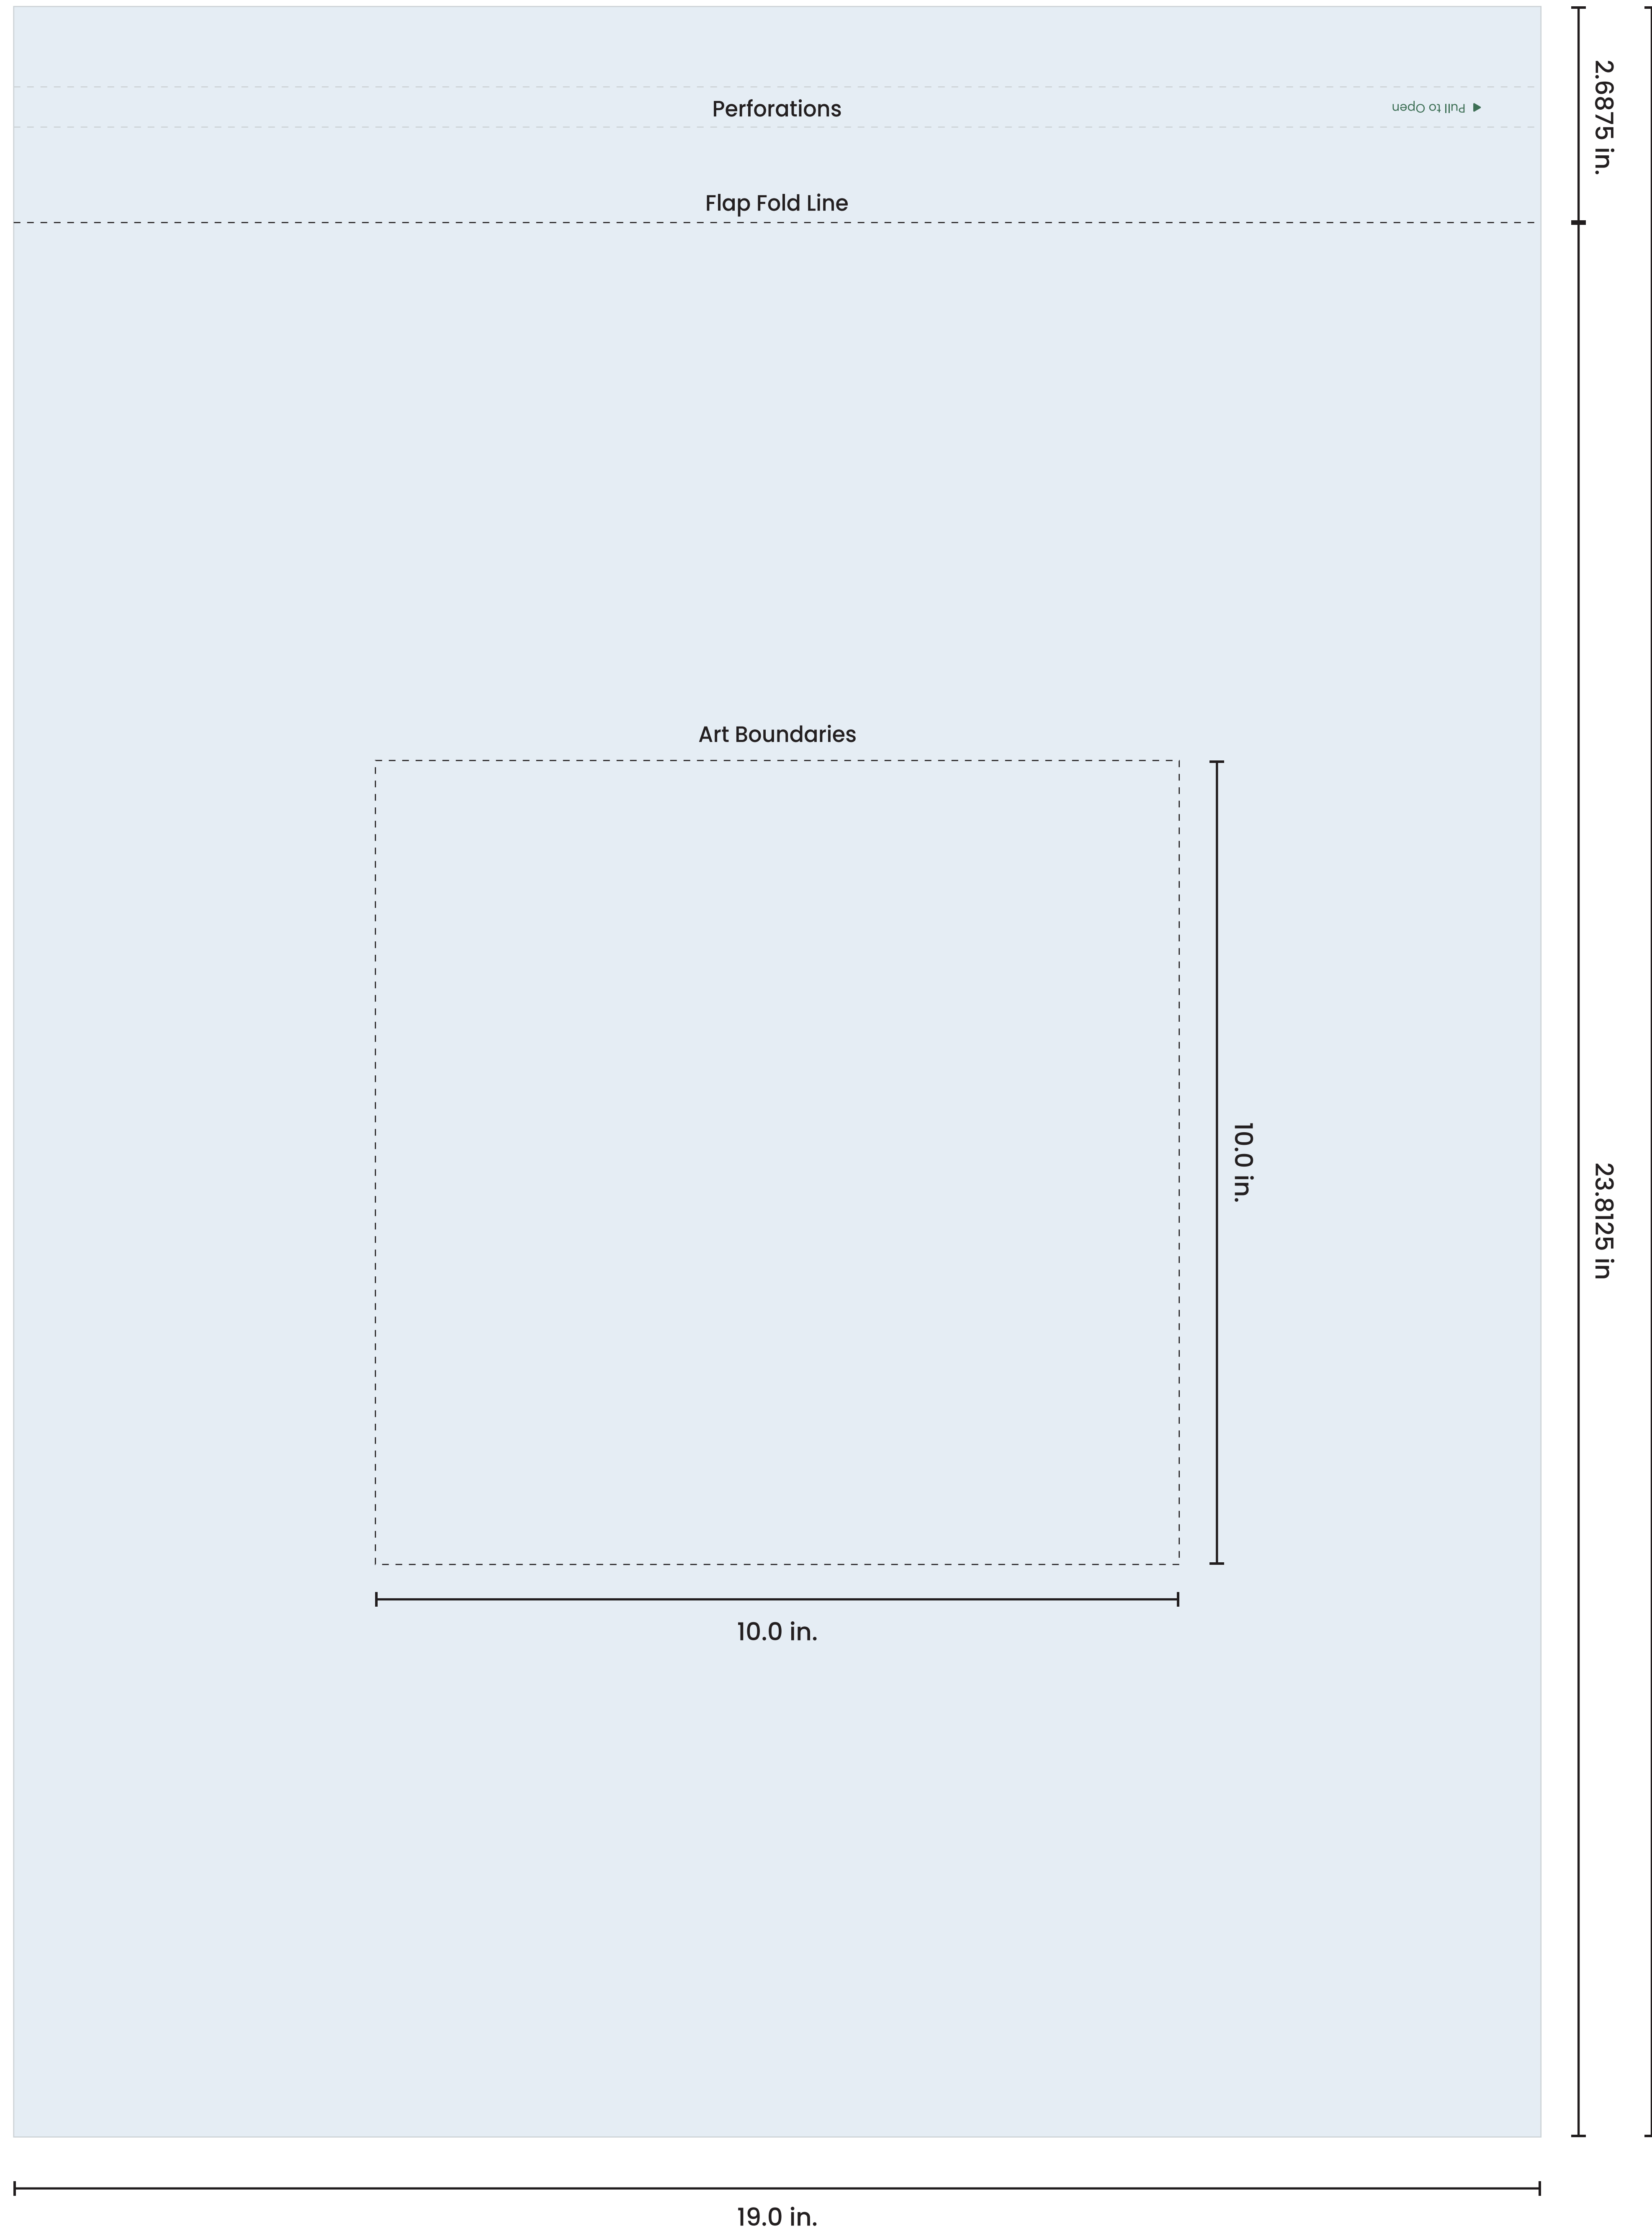 Perforations
◀ Pull to Open
2.6875 in.
Flap Fold Line
Art Boundaries
10.0 in.
23.8125 in
10.0 in.
19.0 in.